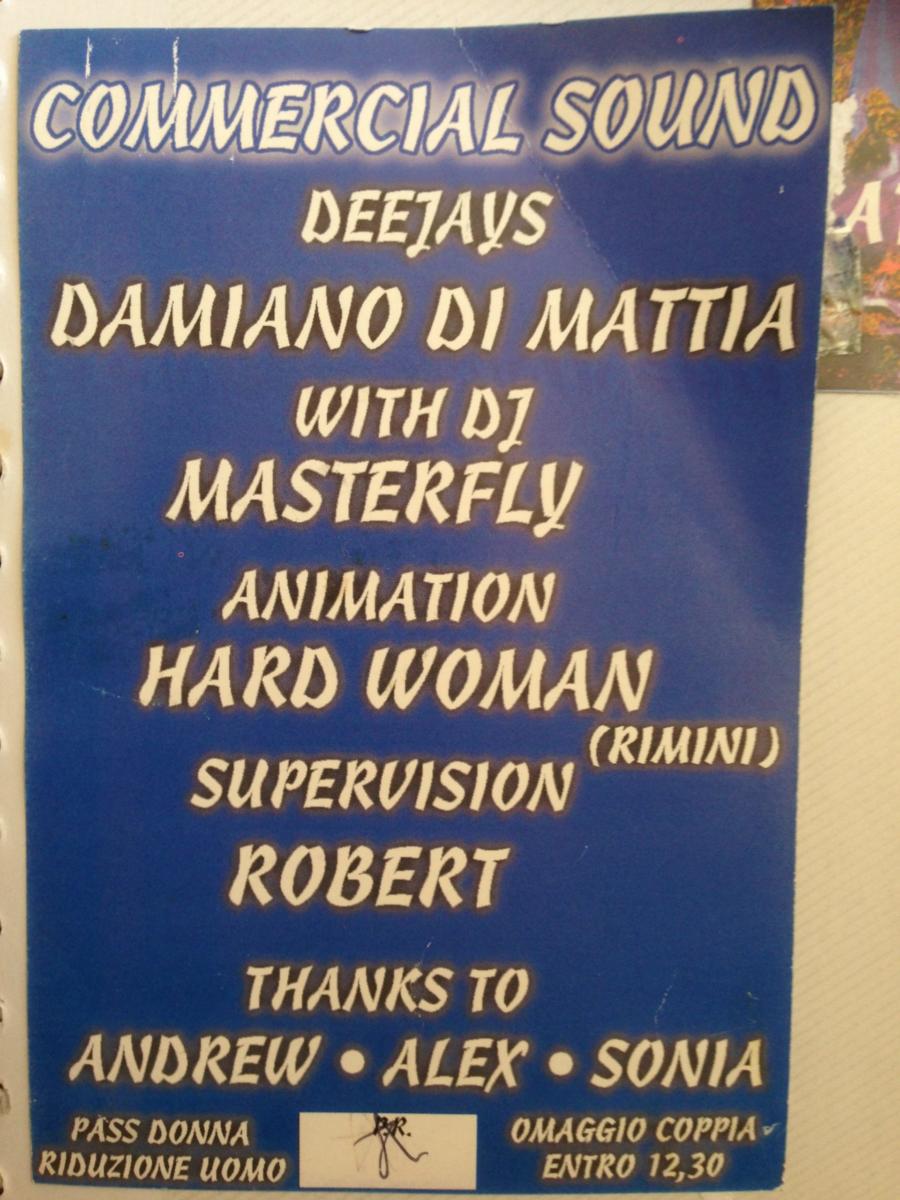 COMMERCIAL SOUND
DEEJAYS
DAMIANO DI MATTIA
WITH DJ
MASTERFLY
ANIMATION
HARD WOMAN
(RIMINI)
SUPERVISION
ROBERT
THANKS TO
ANDREW • ALEX • SONIA
PASS DONNA
RIDUZIONE UOMO
P.R.
OMAGGIO COPPIA
ENTRO 12,30